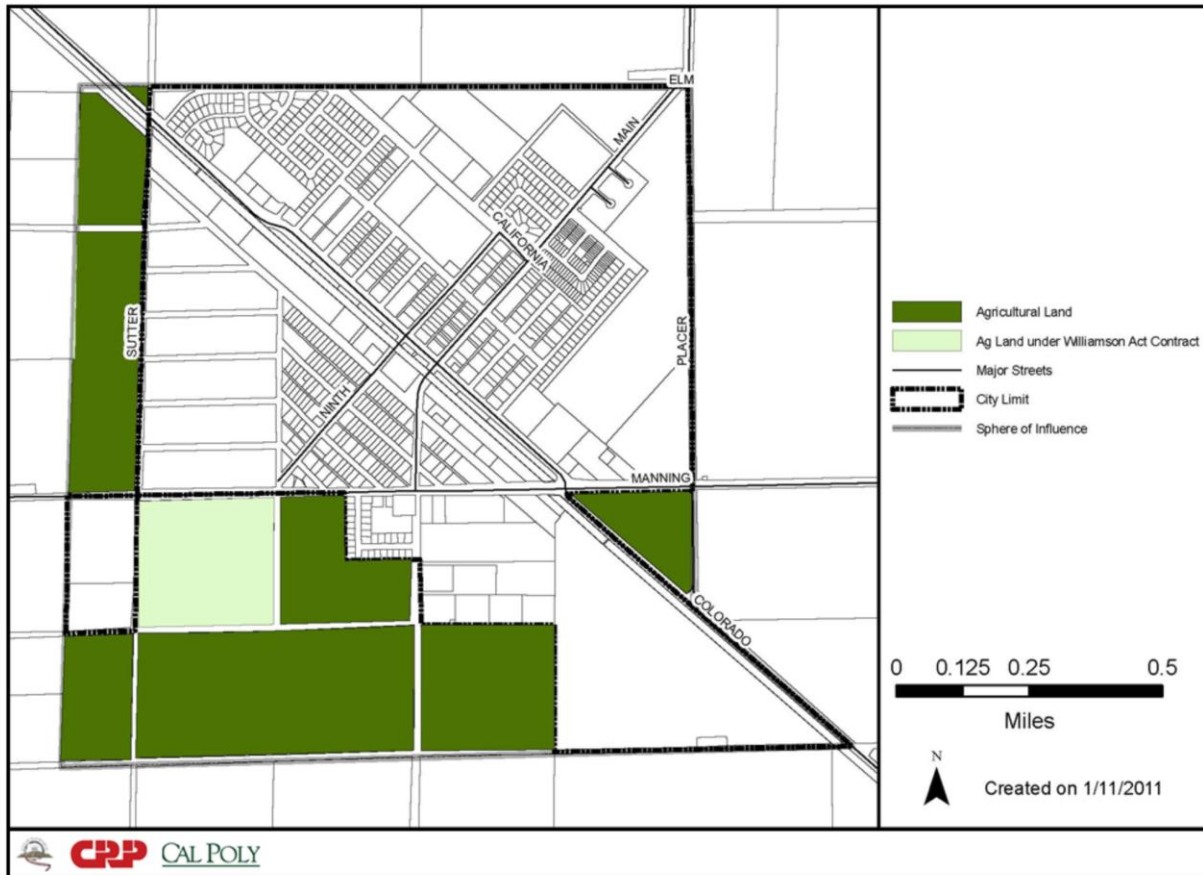 ELM
MAIN
CALIFORNIA
SUTTER
PLACER
NINTH
MANNING
COLORADO
Agricultural Land
Ag Land under Williamson Act Contract
Major Streets
City Limit
Sphere of Influence
0 0.125 0.25 0.5
Miles
N
Created on 1/11/2011
CRP CAL POLY